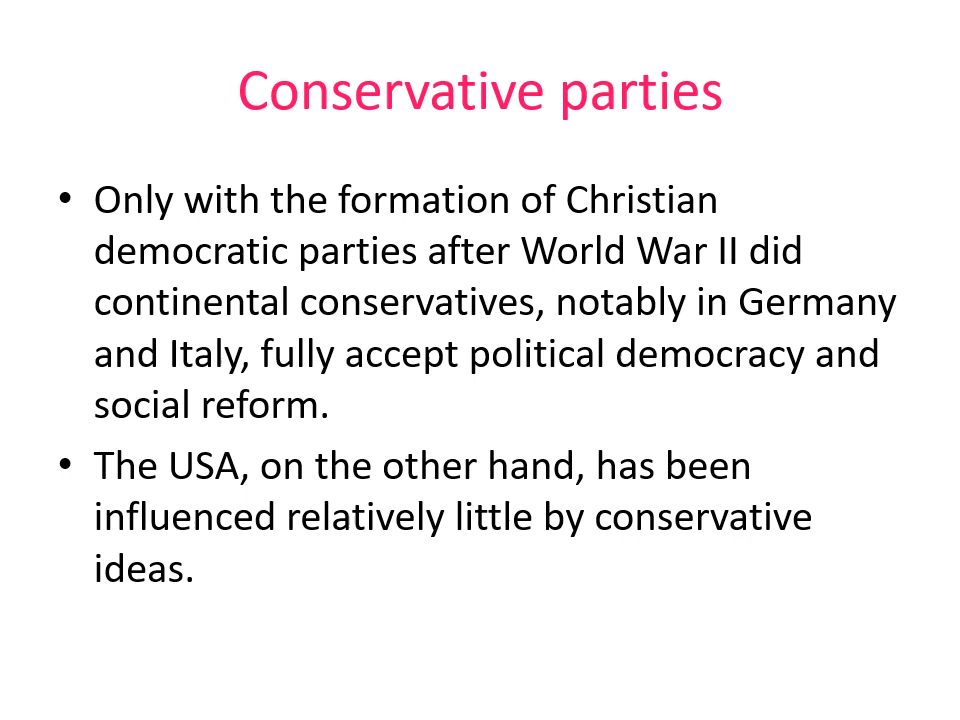 Conservative parties
• Only with the formation of Christian
democratic parties after World War II did
continental conservatives, notably in Germany
and Italy, fully accept political democracy and
social reform.
• The USA, on the other hand, has been
influenced relatively little by conservative
ideas.